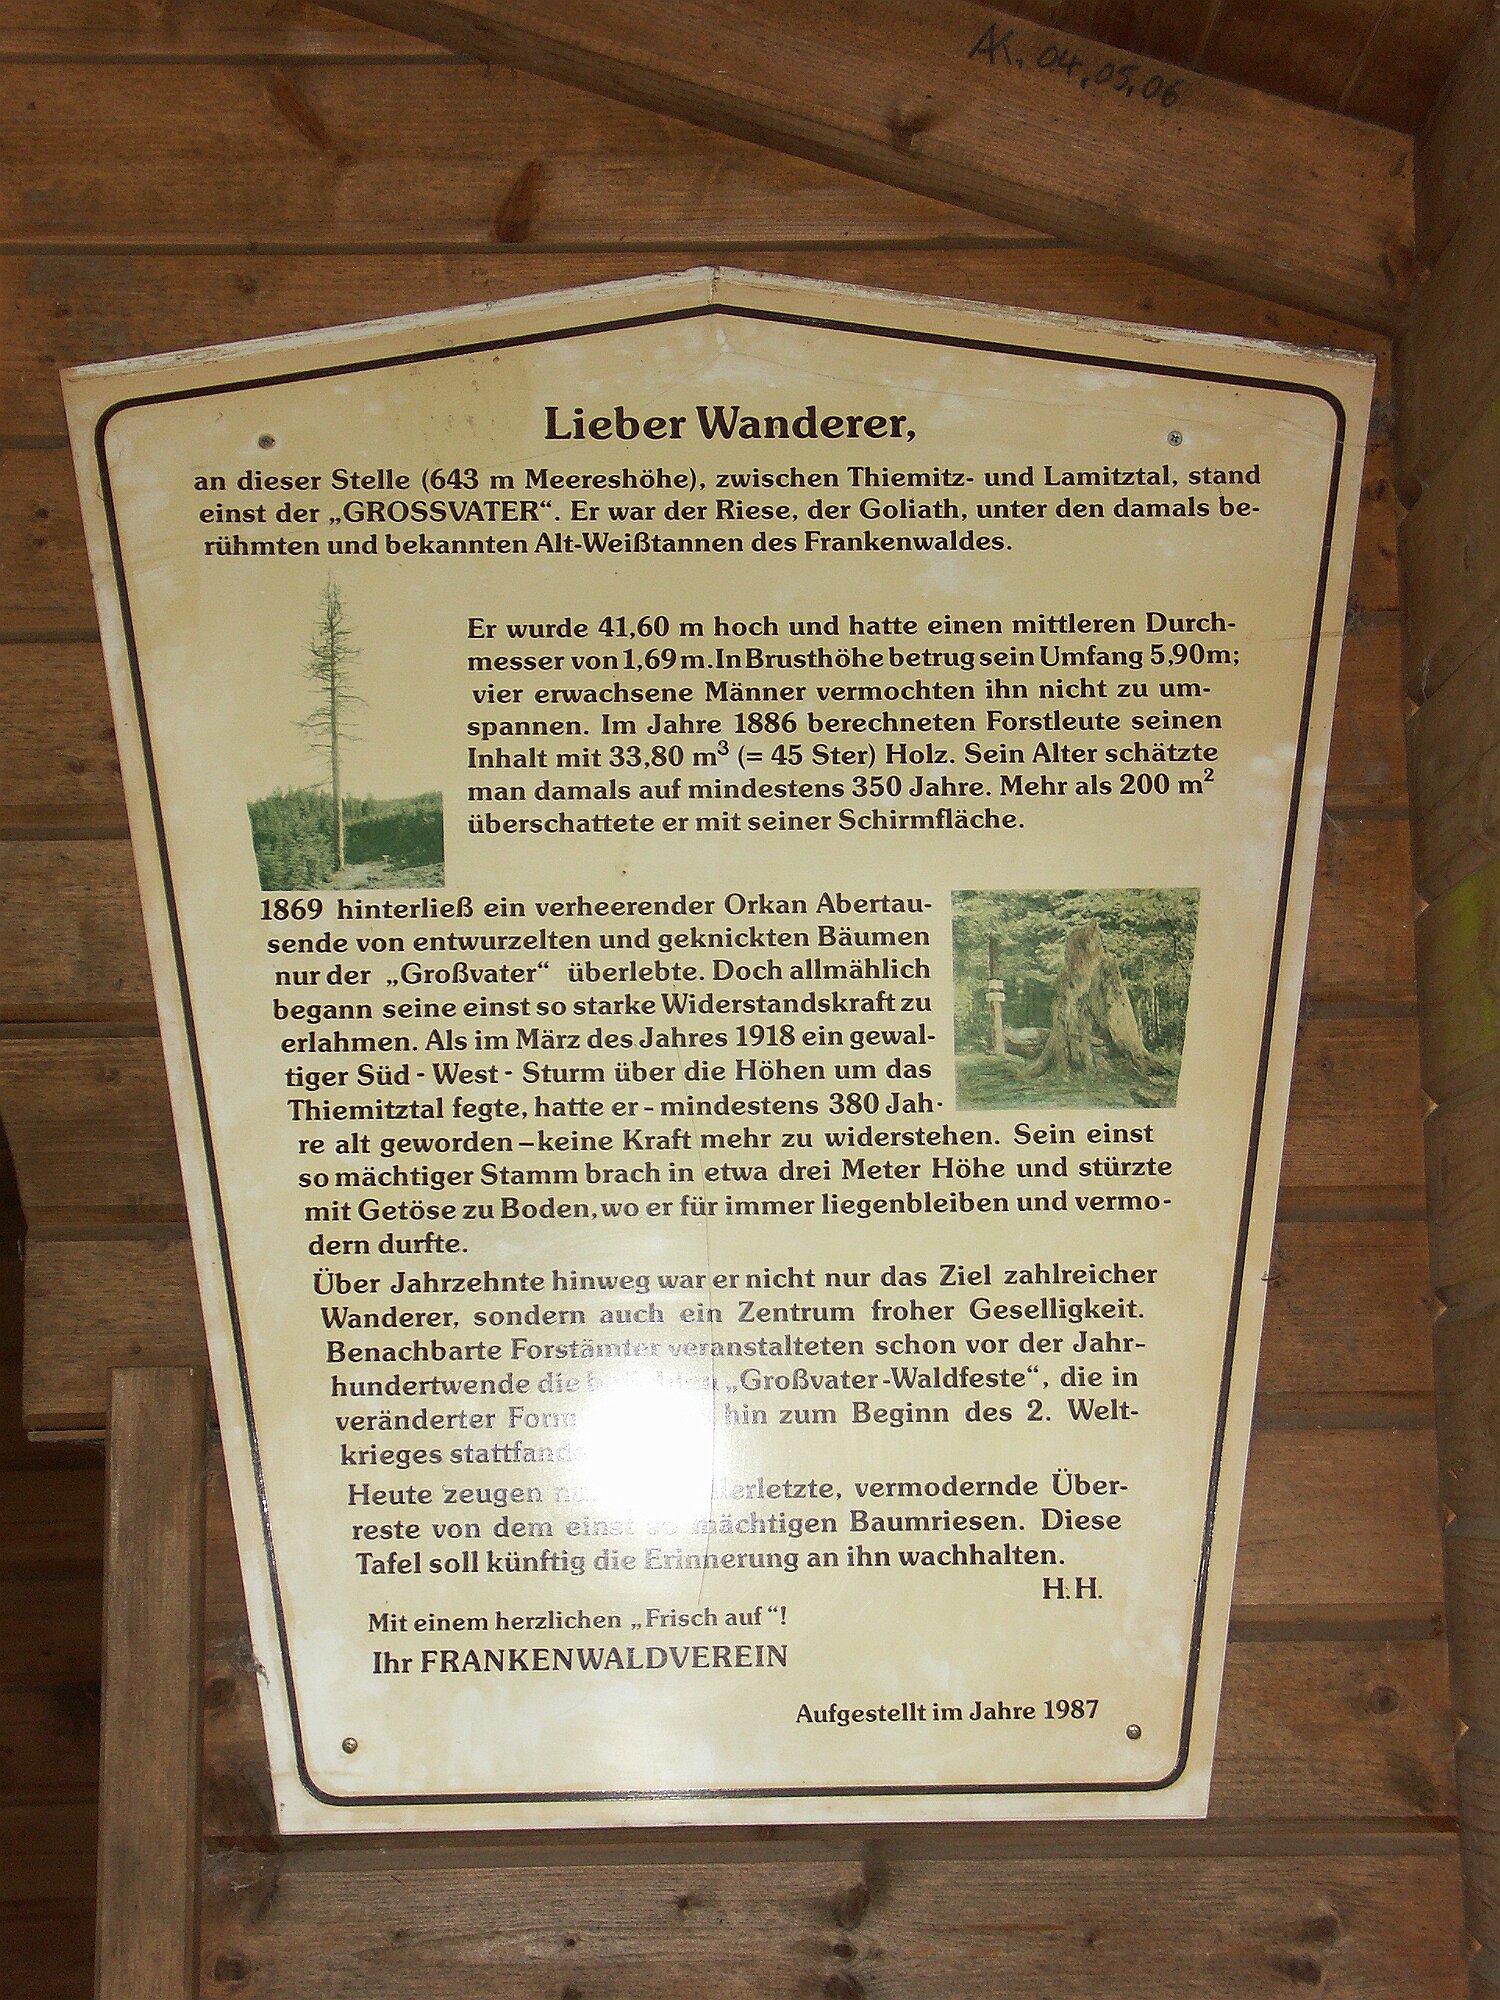 AK. 04.05.06
Lieber Wanderer,
an dieser Stelle (643 m Meereshöhe), zwischen Thiemitz- und Lamitztal, stand
einst der „GROSSVATER“. Er war der Riese, der Goliath, unter den damals be-
rühmten und bekannten Alt-Weißtannen des Frankenwaldes.
Er wurde 41,60 m hoch und hatte einen mittleren Durch-
messer von 1,69 m. In Brusthöhe betrug sein Umfang 5,90m;
vier erwachsene Männer vermochten ihn nicht zu um-
spannen. Im Jahre 1886 berechneten Forstleute seinen
Inhalt mit 33,80 m³ (= 45 Ster) Holz. Sein Alter schätzte
man damals auf mindestens 350 Jahre. Mehr als 200 m²
überschattete er mit seiner Schirmfläche.
1869 hinterließ ein verheerender Orkan Abertau-
sende von entwurzelten und geknickten Bäumen
nur der „Großvater“ überlebte. Doch allmählich
begann seine einst so starke Widerstandskraft zu
erlahmen. Als im März des Jahres 1918 ein gewal-
tiger Süd - West - Sturm über die Höhen um das
Thiemitztal fegte, hatte er - mindestens 380 Jah-
re alt geworden – keine Kraft mehr zu widerstehen. Sein einst
so mächtiger Stamm brach in etwa drei Meter Höhe und stürzte
mit Getöse zu Boden, wo er für immer liegenbleiben und vermo-
dern durfte.
Über Jahrzehnte hinweg war er nicht nur das Ziel zahlreicher
Wanderer, sondern auch ein Zentrum froher Geselligkeit.
Benachbarte Forstämter veranstalteten schon vor der Jahr-
hundertwende die „Großvater-Waldfeste“, die in
veränderter Form hin zum Beginn des 2. Welt-
krieges stattfanden
Heute zeugen allerletzte, vermodernde Über-
reste von dem einst so mächtigen Baumriesen. Diese
Tafel soll künftig die Erinnerung an ihn wachhalten.
H. H.
Mit einem herzlichen „Frisch auf“!
Ihr FRANKENWALDVEREIN
Aufgestellt im Jahre 1987